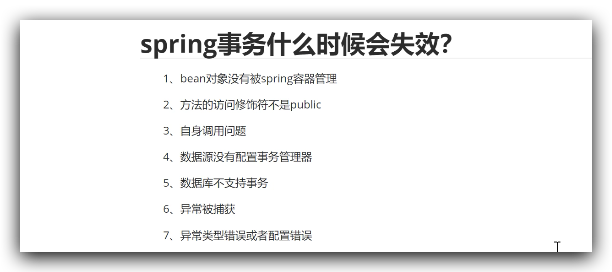 spring事务什么时候会失效?
1、bean对象没有被spring容器管理
2、方法的访问修饰符不是public
3、自身调用问题
4、数据源没有配置事务管理器
5、数据库不支持事务
6、异常被捕获
7、异常类型错误或者配置错误